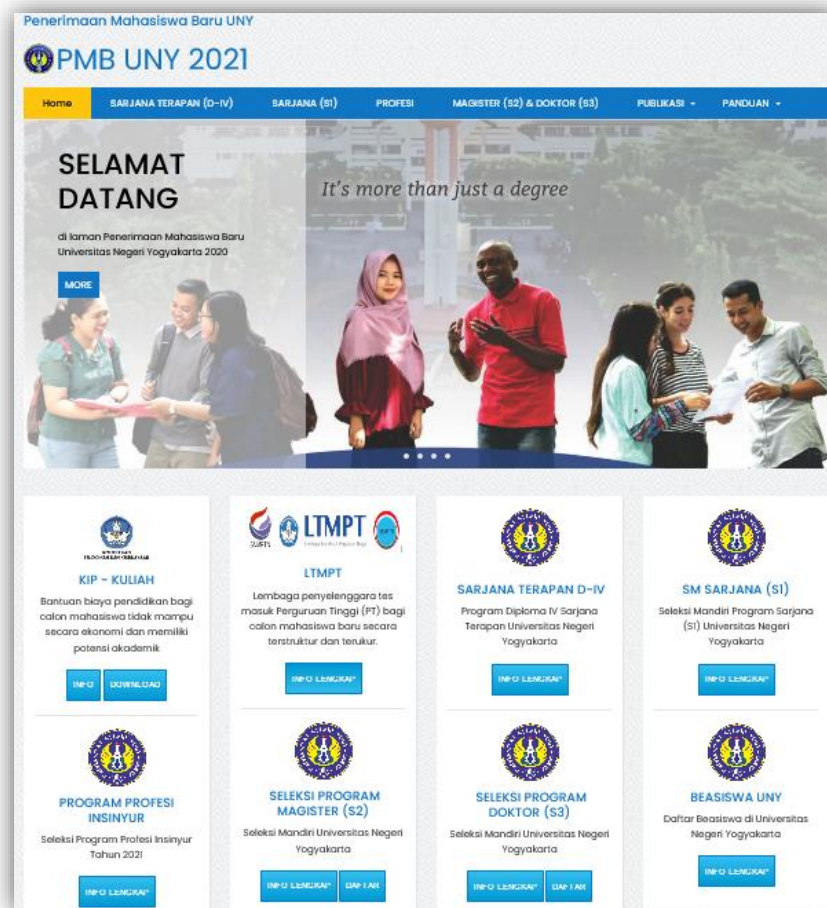 Penerimaan Mahasiswa Baru UNY
PMB UNY 2021
Home SARJANA TERAPAN (D-IV) SARJANA (S1) PROFESI MAGISTER (S2) & DOKTOR (S3) PUBLIKASI PANDUAN
SELAMAT
DATANG
It's more than just a degree
di laman Penerimaan Mahasiswa Baru
Universitas Negeri Yogyakarta 2020
MORE
KIP - KULIAH
Bantuan biaya pendidikan bagi
calon mahasiswa tidak mampu
secara ekonomi dan memiliki
potensi akademik
INFO DOWNLOAD
LTMPT
LTMPT
Lembaga penyelenggara tes
masuk Perguruan Tinggi (PT) bagi
calon mahasiswa baru secara
terstruktur dan terukur.
INFO LENGKAP
SARJANA TERAPAN D-IV
Program Diploma IV Sarjana
Terapan Universitas Negeri
Yogyakarta
INFO LENGKAP
SM SARJANA (S1)
Seleksi Mandiri Program Sarjana
(S1) Universitas Negeri
Yogyakarta
INFO LENGKAP
PROGRAM PROFESI
INSINYUR
Seleksi Program Profesi Insinyur
Tahun 2021
INFO LENGKAP
SELEKSI PROGRAM
MAGISTER (S2)
Seleksi Mandiri Universitas Negeri
Yogyakarta
INFO LENGKAP DAFTAR
SELEKSI PROGRAM
DOKTOR (S3)
Seleksi Mandiri Universitas Negeri
Yogyakarta
INFO LENGKAP DAFTAR
BEASISWA UNY
Daftar Beasiswa di Universitas
Negeri Yogyakarta
INFO LENGKAP